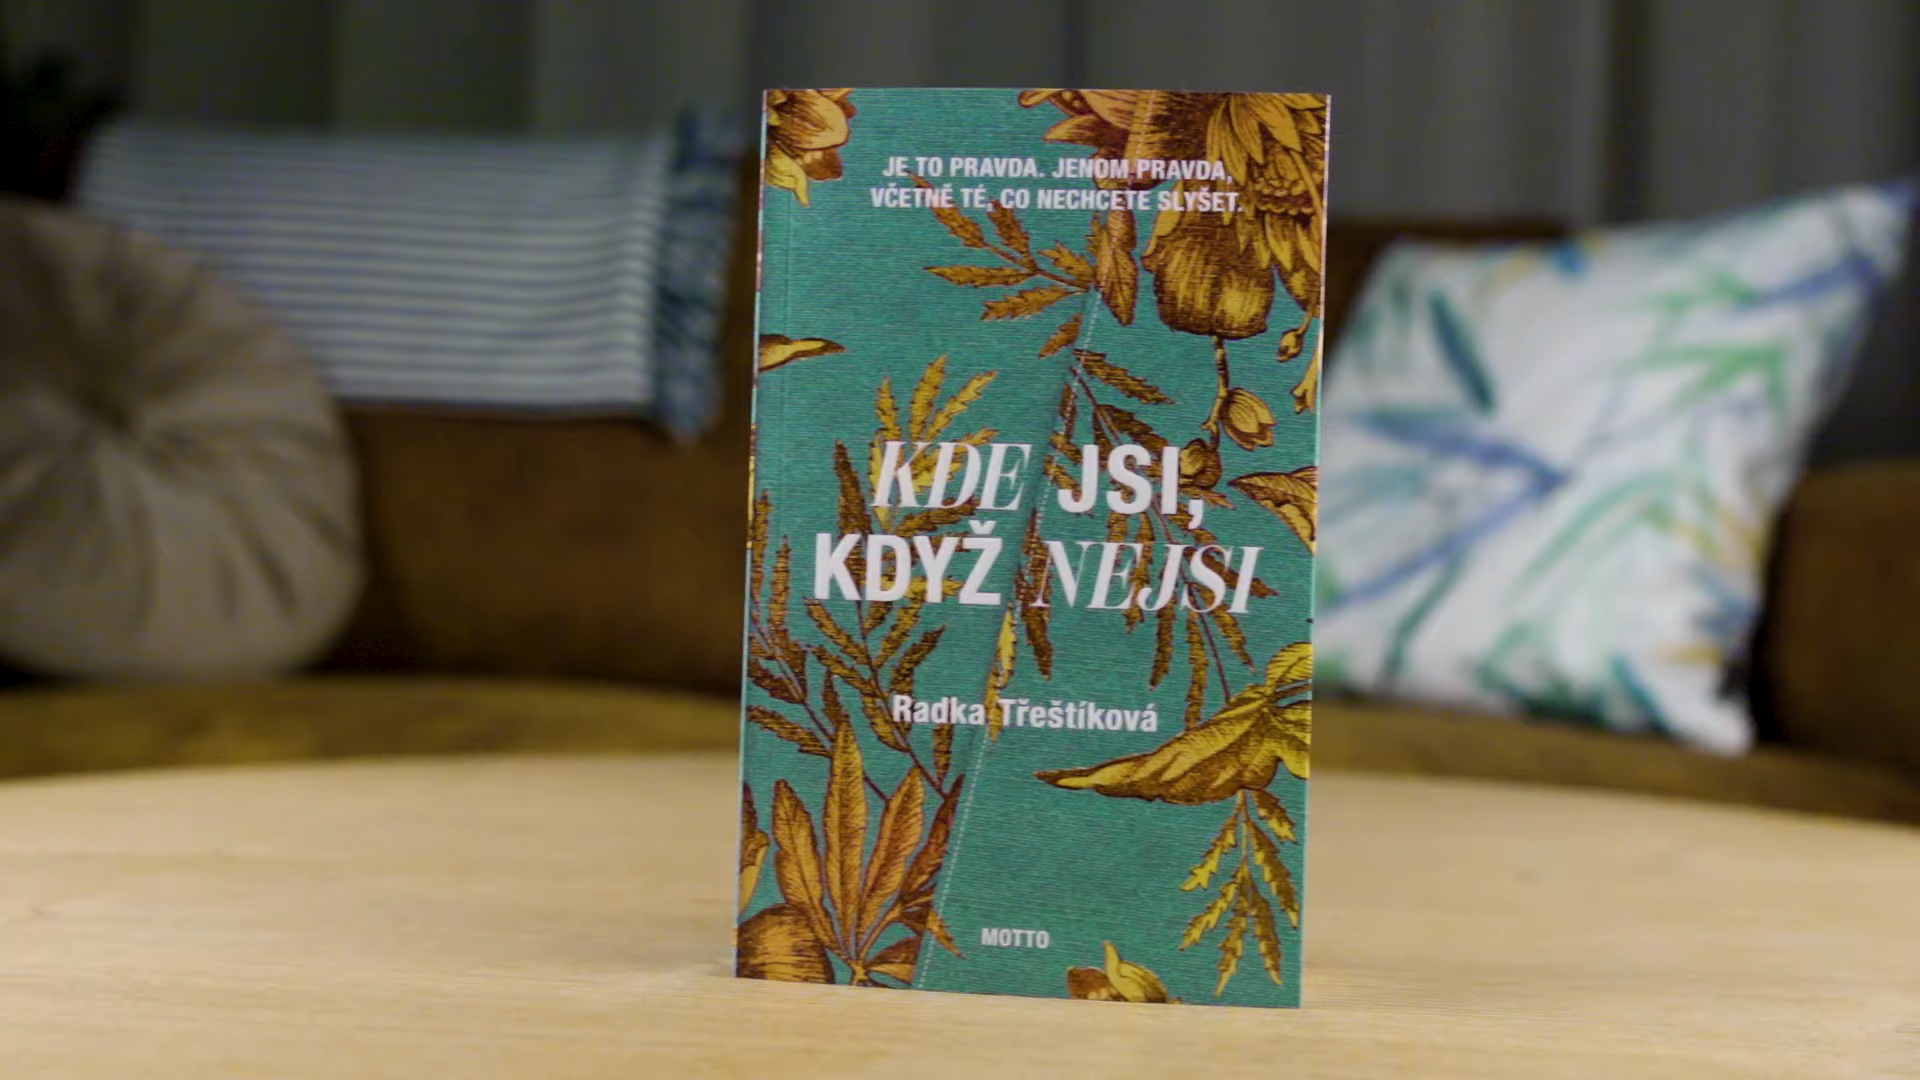 JE TO PRAVDA. JENOM PRAVDA,
VČETNĚ TÉ, CO NECHCETE SLYŠET.
KDE JSI,
KDYŽ NEJSI
Radka Třeštíková
MOTTO